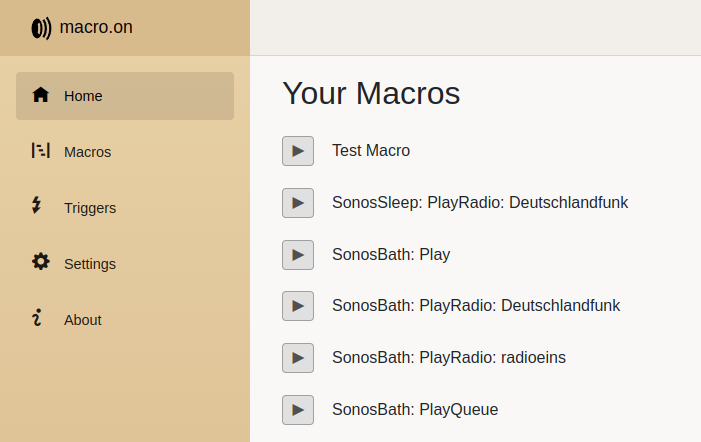 macro.on
Home
Macros
Triggers
Settings
About
Your Macros
Test Macro
SonosSleep: PlayRadio: Deutschlandfunk
SonosBath: Play
SonosBath: PlayRadio: Deutschlandfunk
SonosBath: PlayRadio: radioeins
SonosBath: PlayQueue